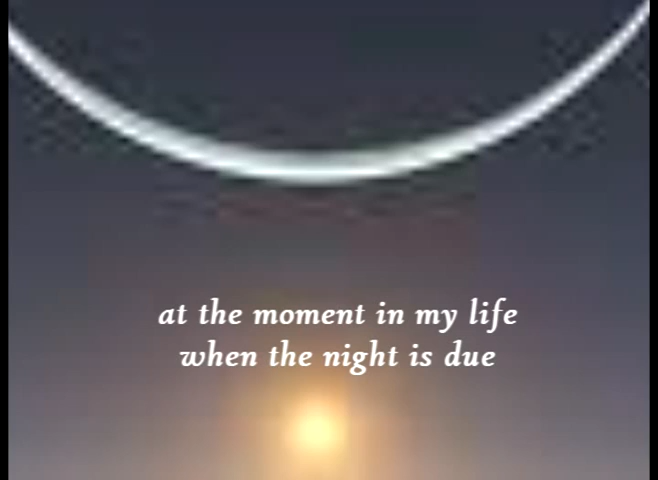 at the moment in my life
when the night is due